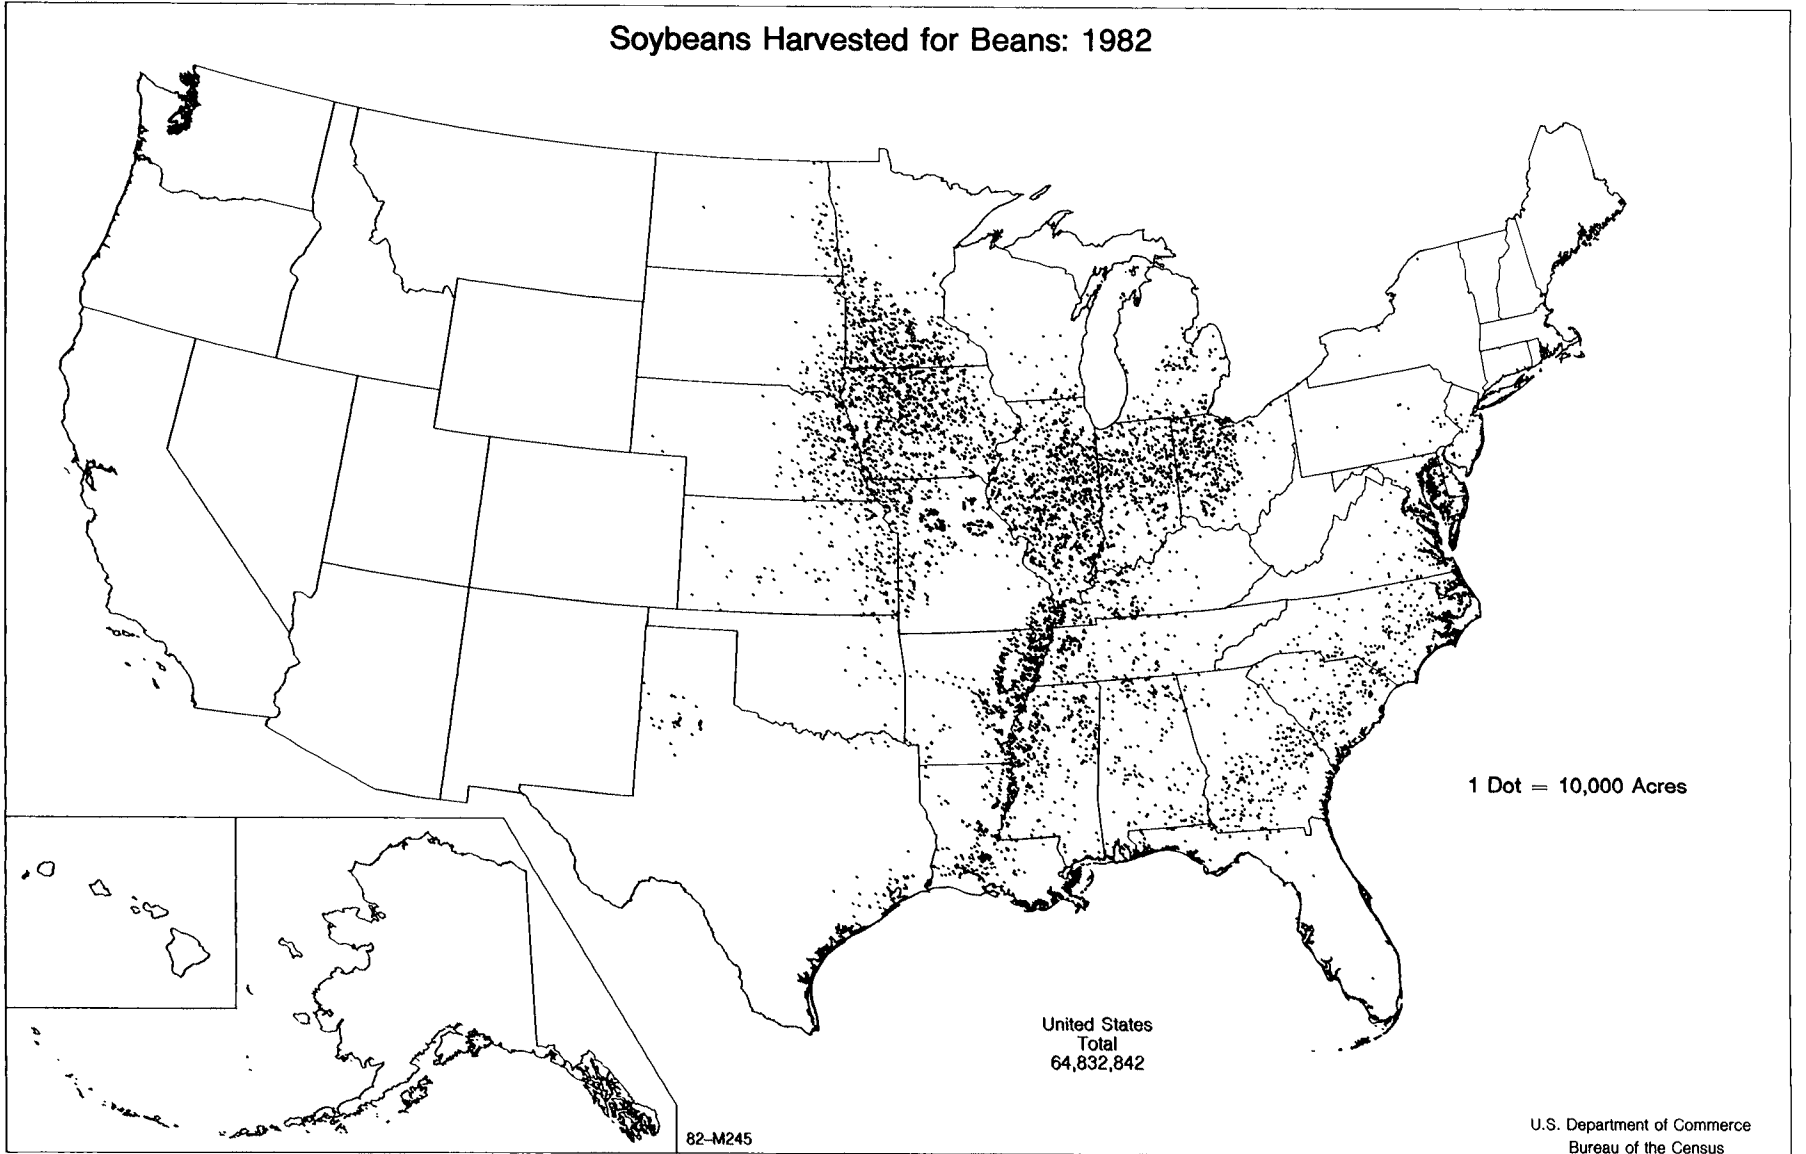 Soybeans Harvested for Beans: 1982
1 Dot = 10,000 Acres
United States
Total
64,832,842
82-M245
U.S. Department of Commerce
Bureau of the Census